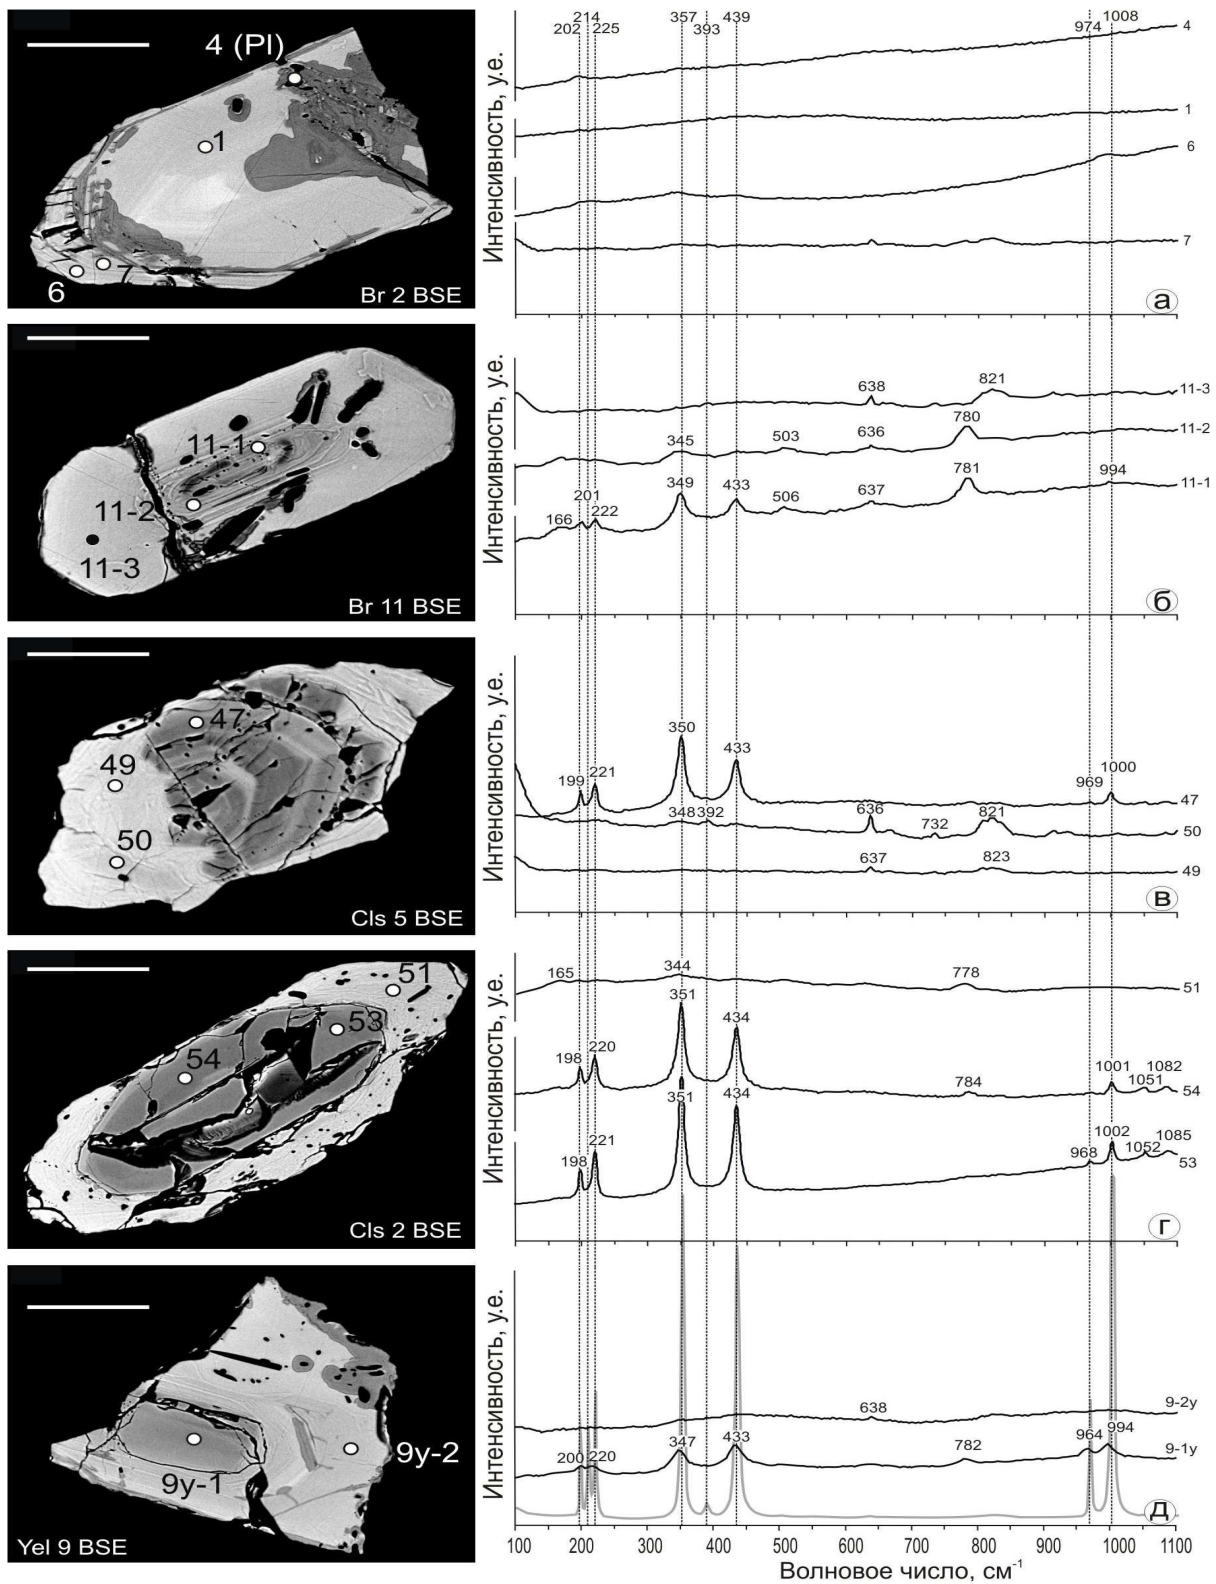 4 (Pl)
1
6
7
Br 2 BSE
Интенсивность, у.е.
214 357 439 1008
202 225 393 974
4
1
6
7
а
11-1
11-2
11-3
Br 11 BSE
Интенсивность, у.е.
638 821
11-3
345 503 636 780
11-2
166 201 222 349 433 506 637 781 994
11-1
б
47
49
50
Cls 5 BSE
Интенсивность, у.е.
199 221 350 433 969 1000
47
348 392 636 732 821
50
637 823
49
в
51
53
54
Cls 2 BSE
Интенсивность, у.е.
165 344 778
51
198 220 351 434 784 1001 1051 1082
54
198 221 351 434 968 1002 1052 1085
53
г
9y-1
9y-2
Yel 9 BSE
Интенсивность, у.е.
638
9-2y
200 220 347 433 782 964 994
9-1y
д
100 200 300 400 500 600 700 800 900 1000 1100
Волновое число, см⁻¹